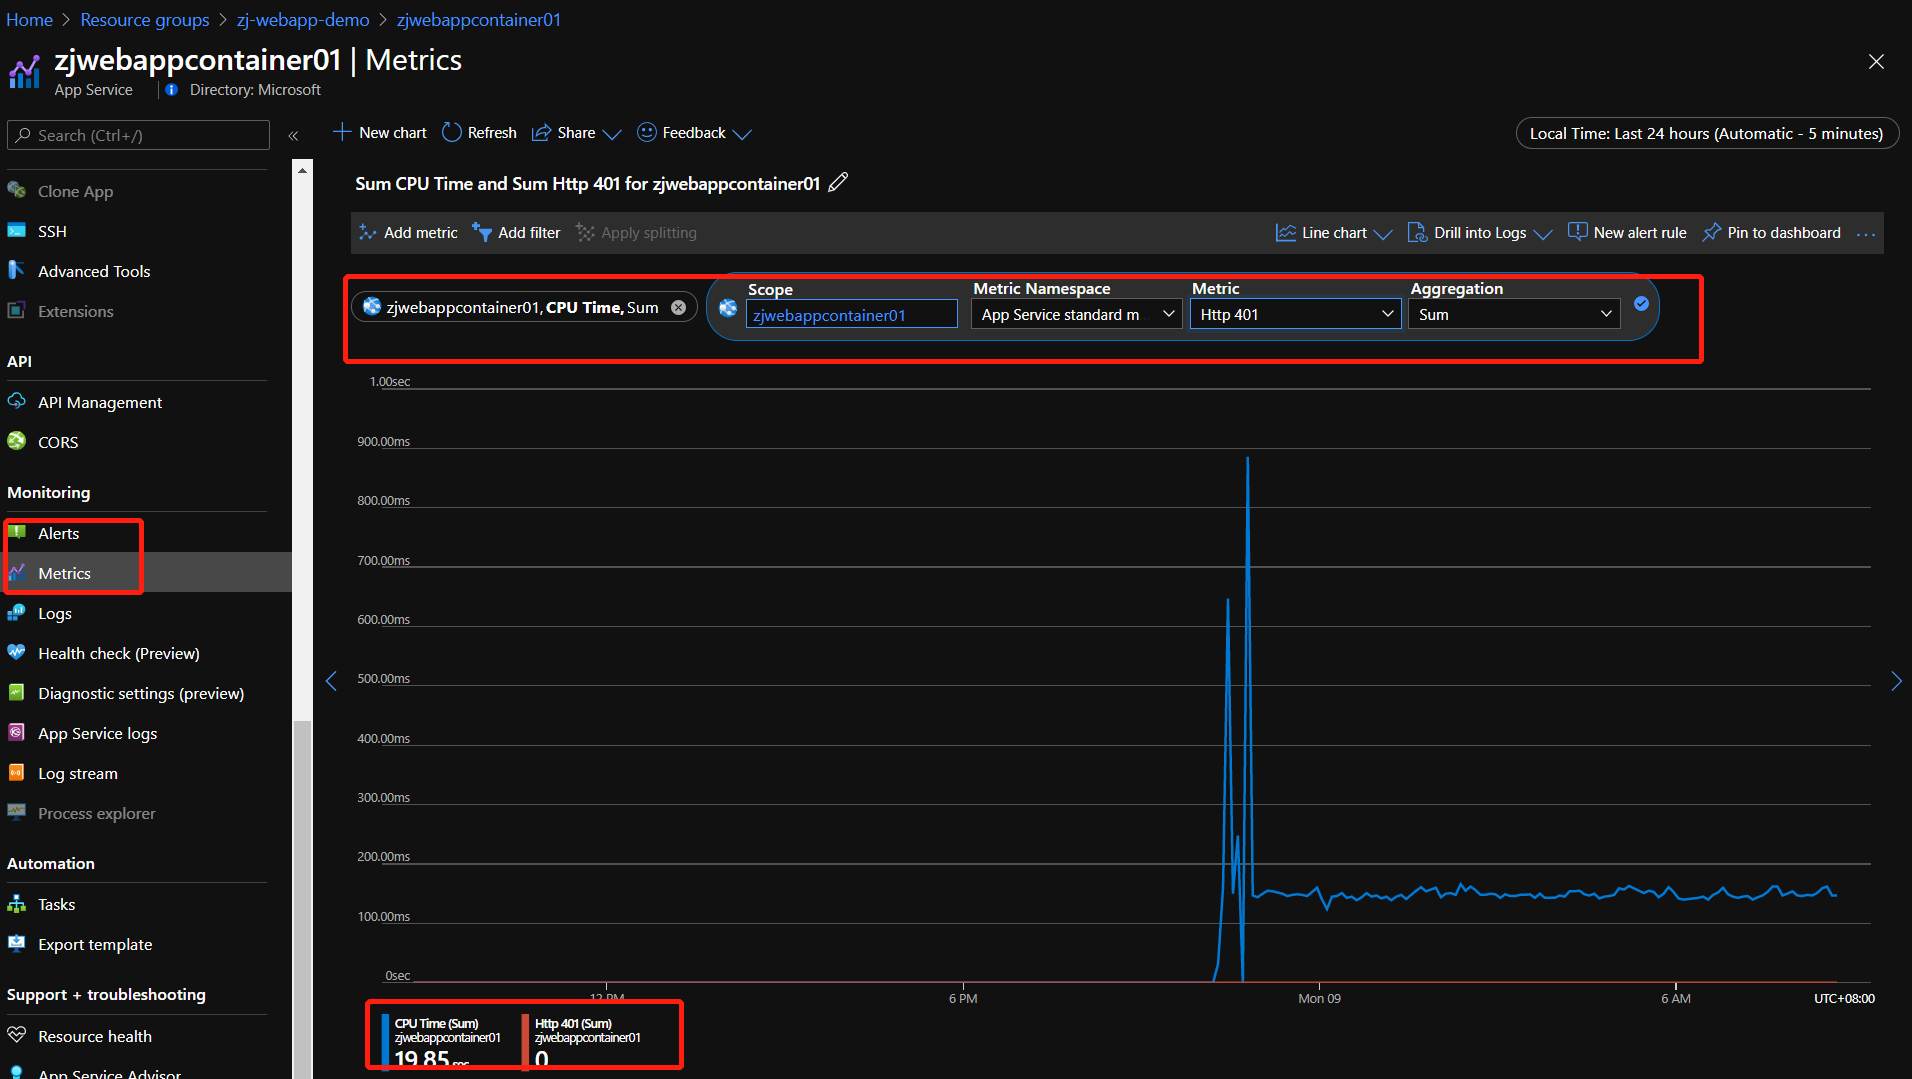 Home > Resource groups > zj-webapp-demo > zjwebappcontainer01
zjwebappcontainer01 | Metrics
App Service
Directory: Microsoft
Search (Ctrl+/)
«
Clone App
SSH
Advanced Tools
Extensions
API
API Management
CORS
Monitoring
Alerts
Metrics
Logs
Health check (Preview)
Diagnostic settings (preview)
App Service logs
Log stream
Process explorer
Automation
Tasks
Export template
Support + troubleshooting
Resource health
App Service Advisor
New chart Refresh Share Feedback
Local Time: Last 24 hours (Automatic - 5 minutes)
Sum CPU Time and Sum Http 401 for zjwebappcontainer01
Add metric Add filter Apply splitting
Line chart Drill into Logs New alert rule Pin to dashboard ...
zjwebappcontainer01, CPU Time, Sum
Scope Metric Namespace Metric Aggregation
zjwebappcontainer01 App Service standard m Http 401 Sum
1.00sec
900.00ms
800.00ms
700.00ms
600.00ms
500.00ms
400.00ms
300.00ms
200.00ms
100.00ms
0sec
12 PM 6 PM Mon 09 6 AM UTC+08:00
CPU Time (Sum)
zjwebappcontainer01
19.85 sec
Http 401 (Sum)
zjwebappcontainer01
0